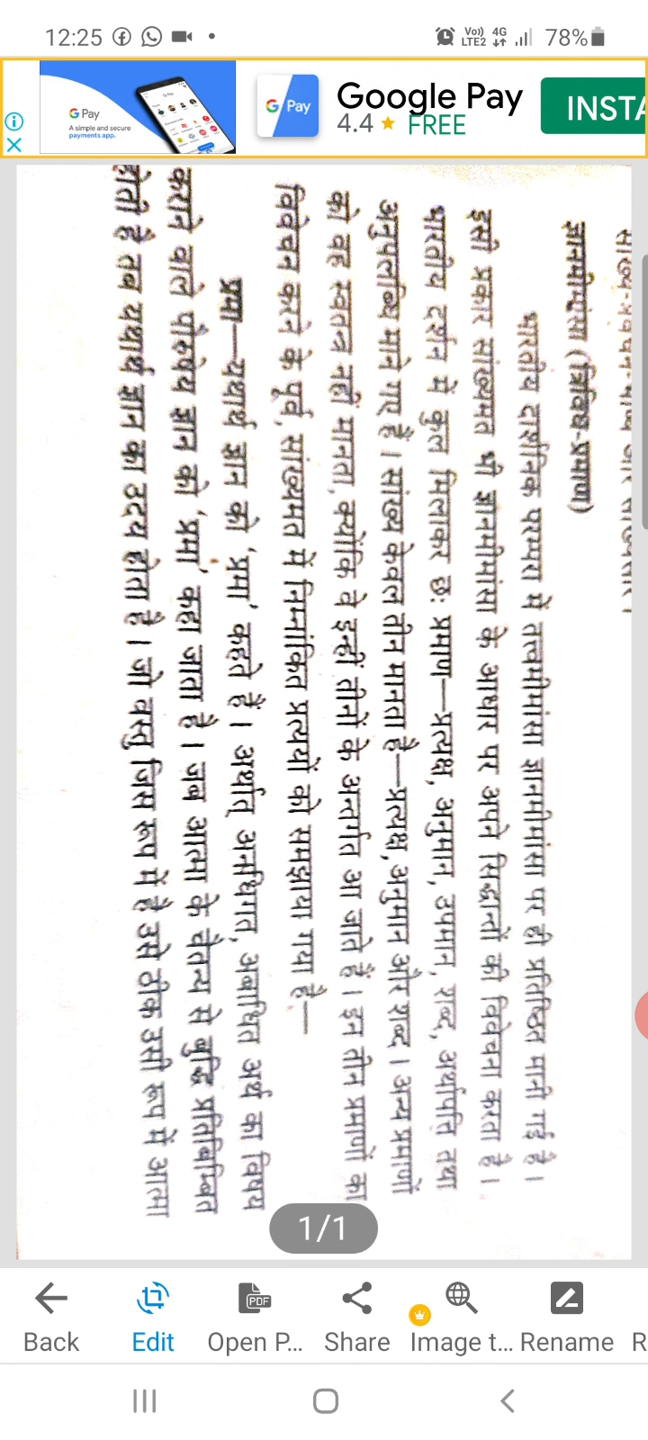 12:25
Vo)) LTE2 4G 78%
G Pay
A simple and secure
payments app.
G Pay
Google Pay
4.4 ★ FREE
INSTA
ज्ञानमीमांसा (त्रिविध-प्रमाण)
भारतीय दार्शनिक परम्परा में तत्त्वमीमांसा ज्ञानमीमांसा पर ही प्रतिष्ठित मानी गई है।
इसी प्रकार सांख्यमत भी ज्ञानमीमांसा के आधार पर अपने सिद्धान्तों की विवेचना करता है।
भारतीय दर्शन में कुल मिलाकर छः प्रमाण—प्रत्यक्ष, अनुमान, उपमान, शब्द, अर्थापत्ति तथा
अनुपलब्धि माने गए हैं। सांख्य केवल तीन मानता है—प्रत्यक्ष, अनुमान और शब्द। अन्य प्रमाणों
को वह स्वतन्त्र नहीं मानता, क्योंकि वे इन्हीं तीनों के अन्तर्गत आ जाते हैं। इन तीन प्रमाणों का
विवेचन करने के पूर्व, सांख्यमत में निम्नांकित प्रत्ययों को समझाया गया है—
प्रमा—यथार्थ ज्ञान को ‘प्रमा’ कहते हैं। अर्थात् अनधिगत, अबाधित अर्थ का विषय
कराने वाले पौरुषेय ज्ञान को ‘प्रमा’ कहा जाता है। जब आत्मा के चैतन्य से बुद्धि प्रतिबिम्बित
होती है तब यथार्थ ज्ञान का उदय होता है। जो वस्तु जिस रूप में है उसे ठीक उसी रूप में आत्मा
1/1
Back
Edit
Open P...
Share
Image t...
Rename
R